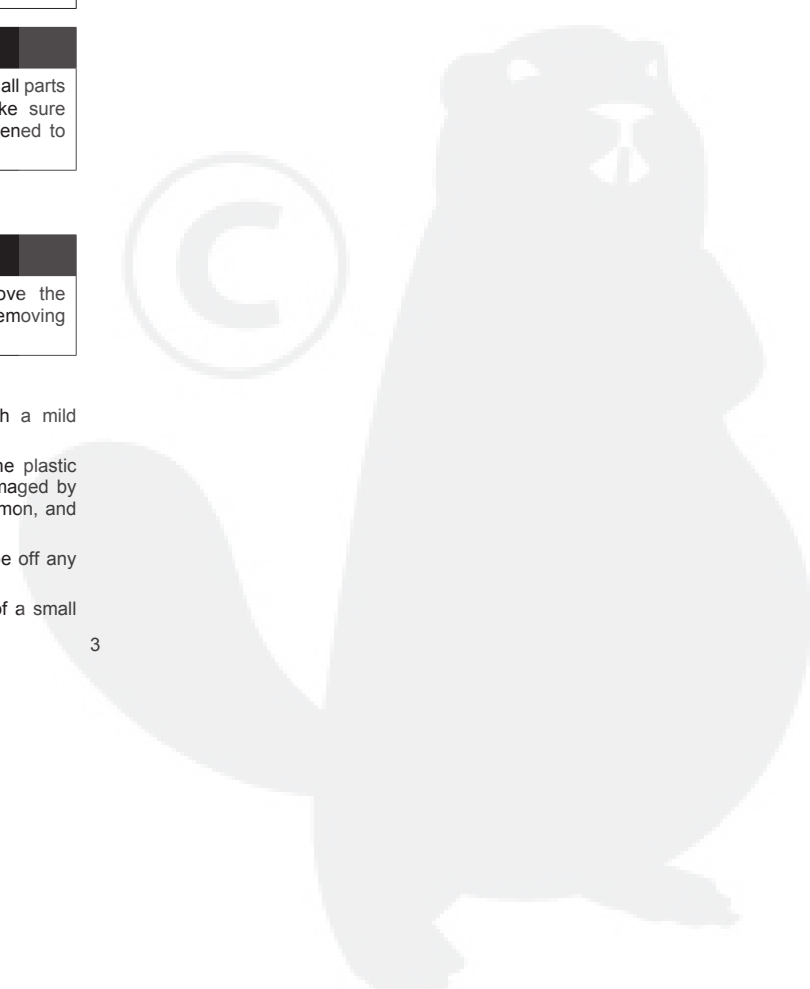 all parts
ke sure
ened to
ove the
emoving
h a mild
ne plastic
maged by
mon, and
e off any
of a small
3
©